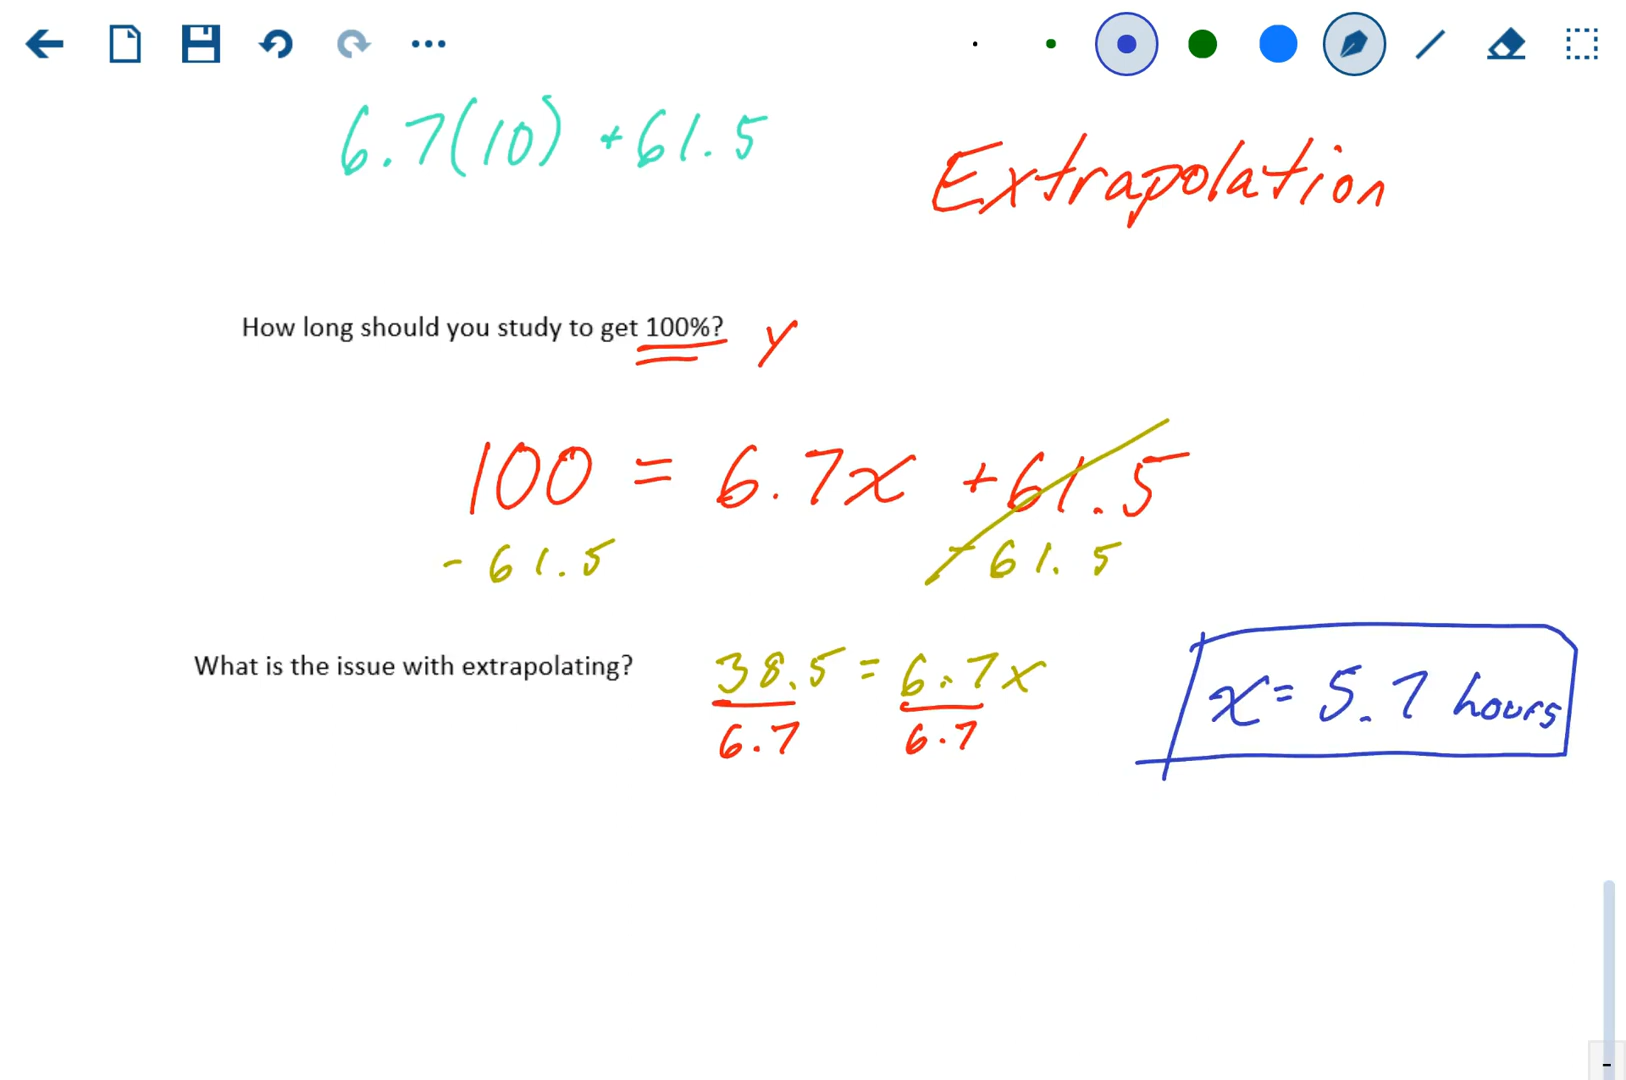 6.7(10) +61.5
Extrapolation
How long should you study to get 100%? y
100 = 6.7x +61.5
- 61.5 - 61.5
What is the issue with extrapolating?
38.5 = 6.7x
6.7 6.7
x = 5.7 hours